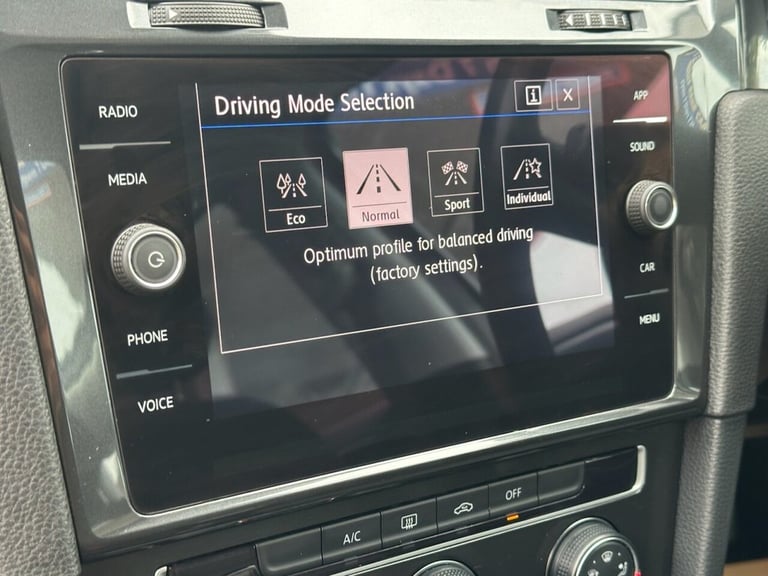 RADIO
MEDIA
PHONE
VOICE
Driving Mode Selection
i X
Eco
Normal
Sport
Individual
Optimum profile for balanced driving
(factory settings).
APP
SOUND
CAR
MENU
A/C
OFF